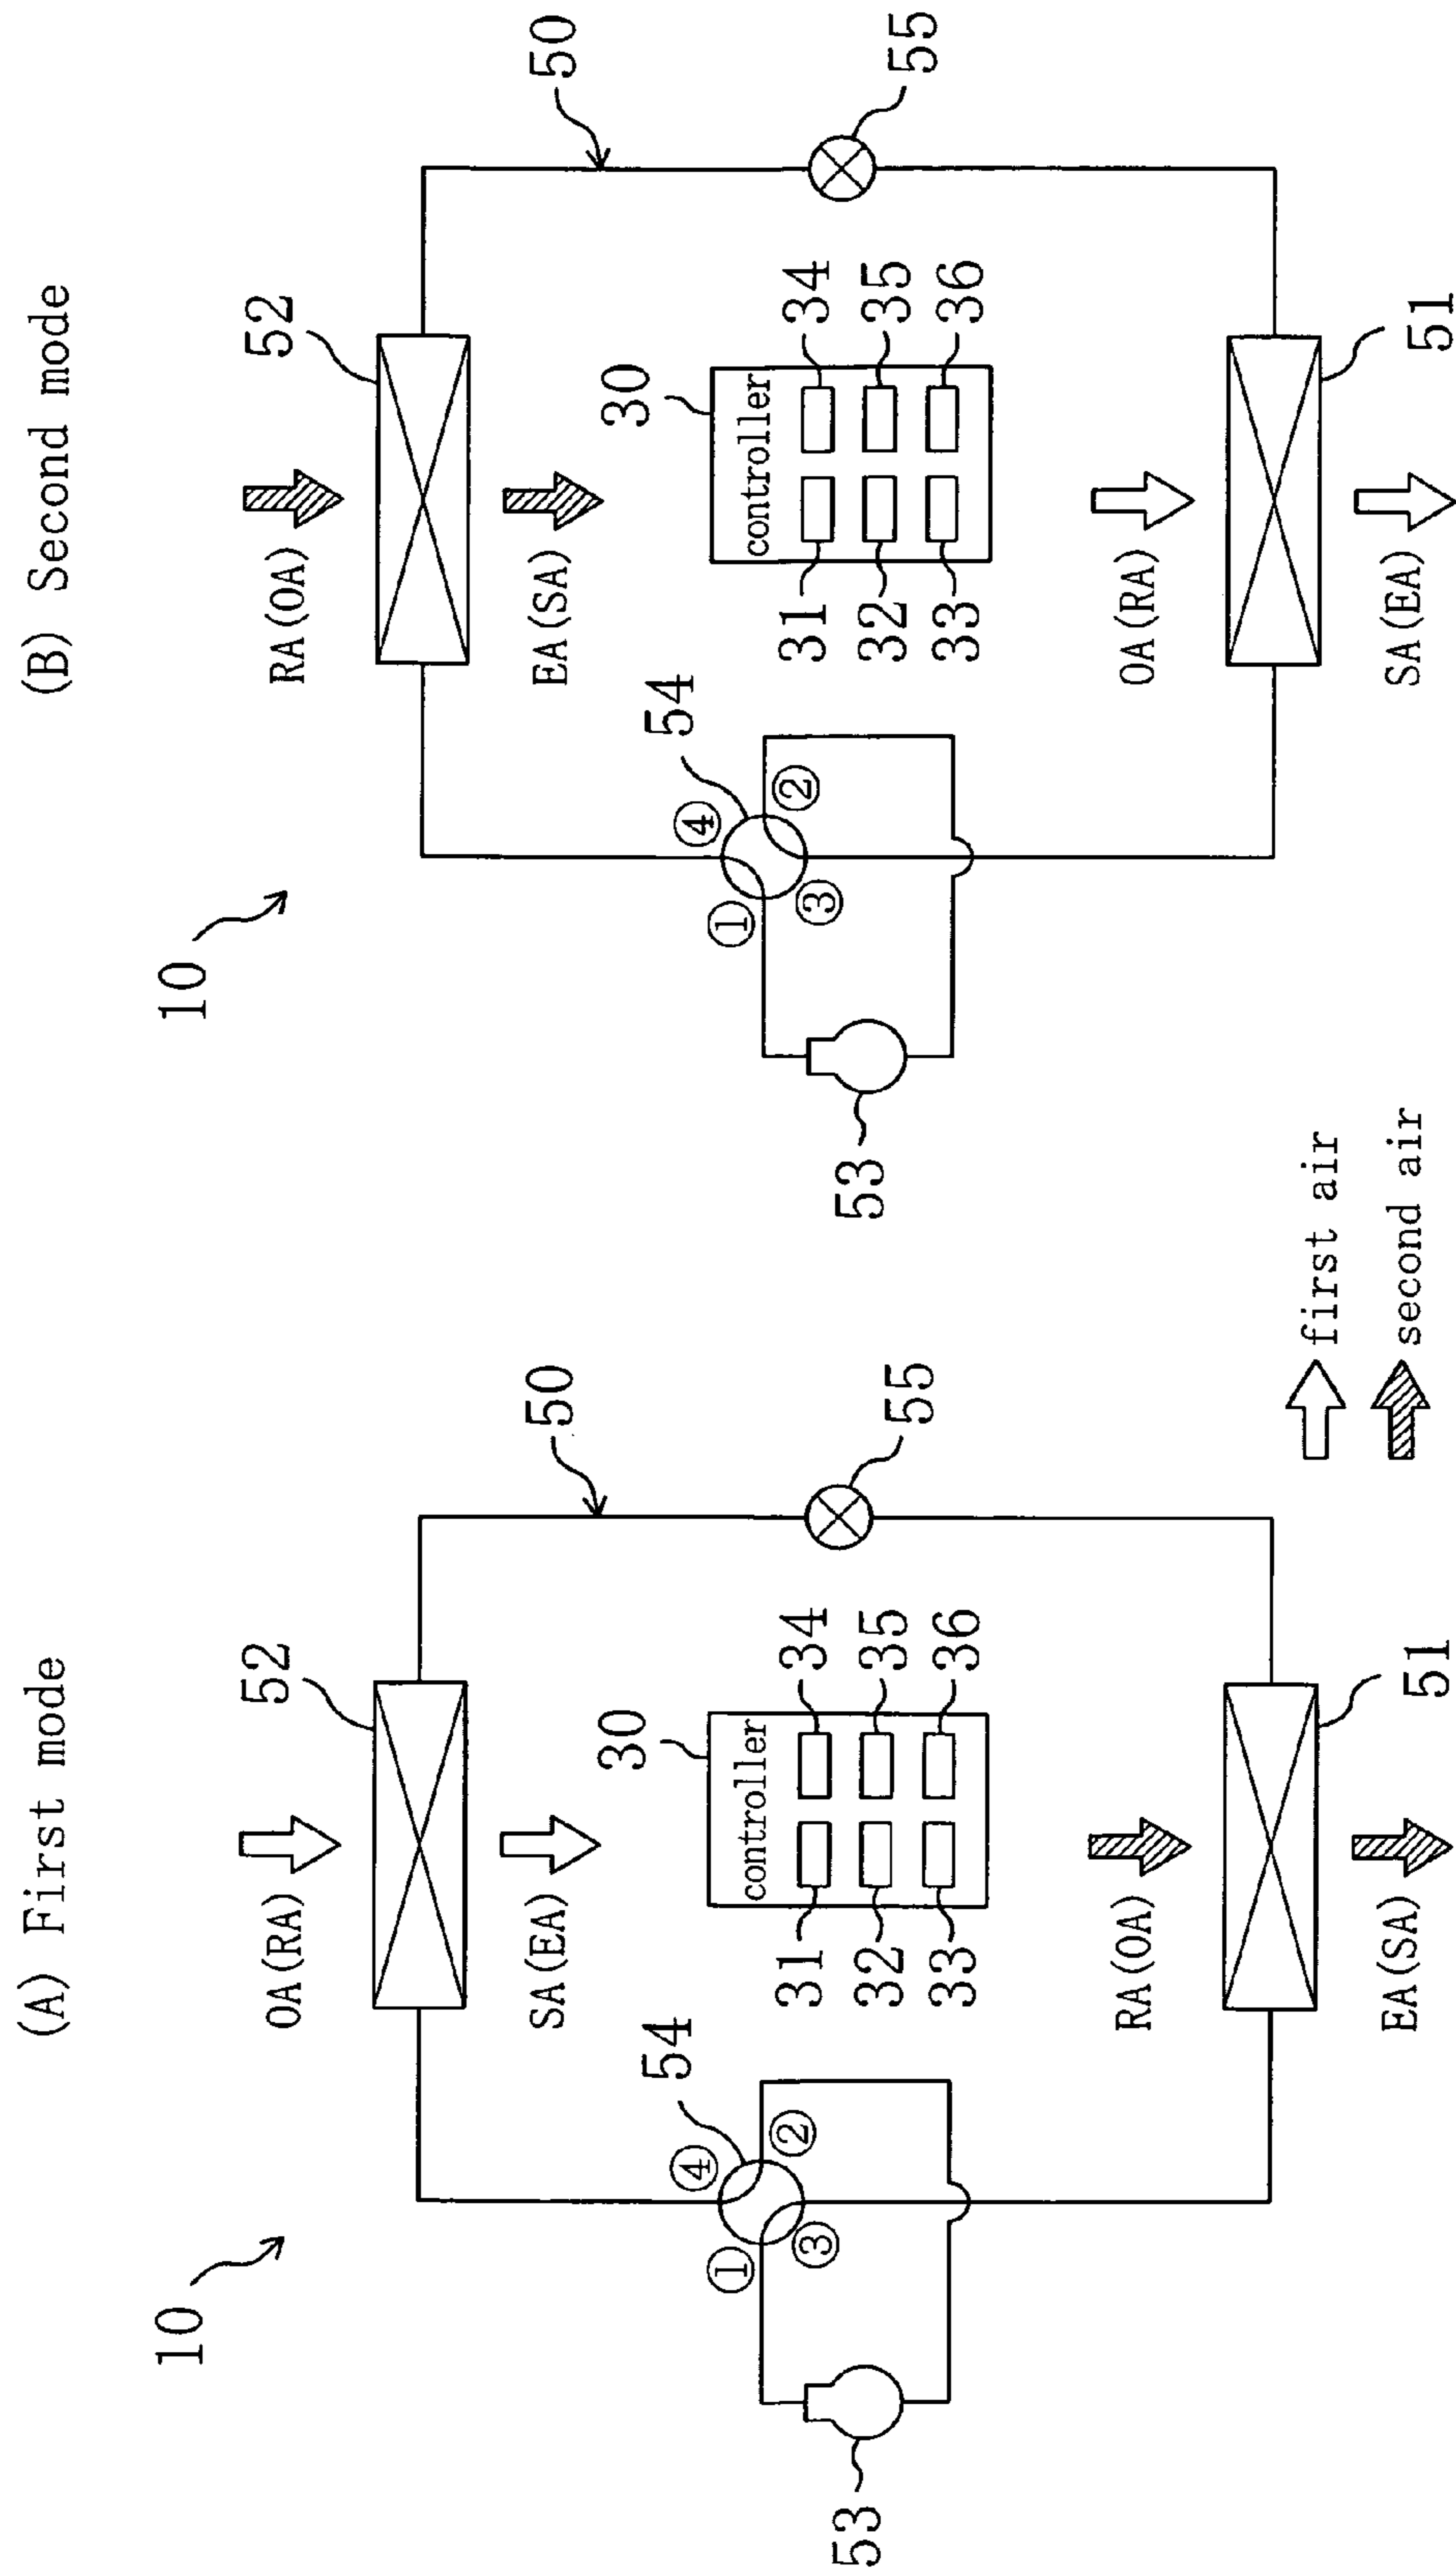 (A) First mode
10
OA(RA)
52
SA(EA)
50
54
④
①
②
③
30
controller
31
34
32
35
33
36
53
55
RA(OA)
EA(SA)
51
(B) Second mode
10
RA(OA)
52
EA(SA)
50
54
④
①
②
③
30
controller
31
34
32
35
33
36
53
55
OA(RA)
SA(EA)
51
first air
second air